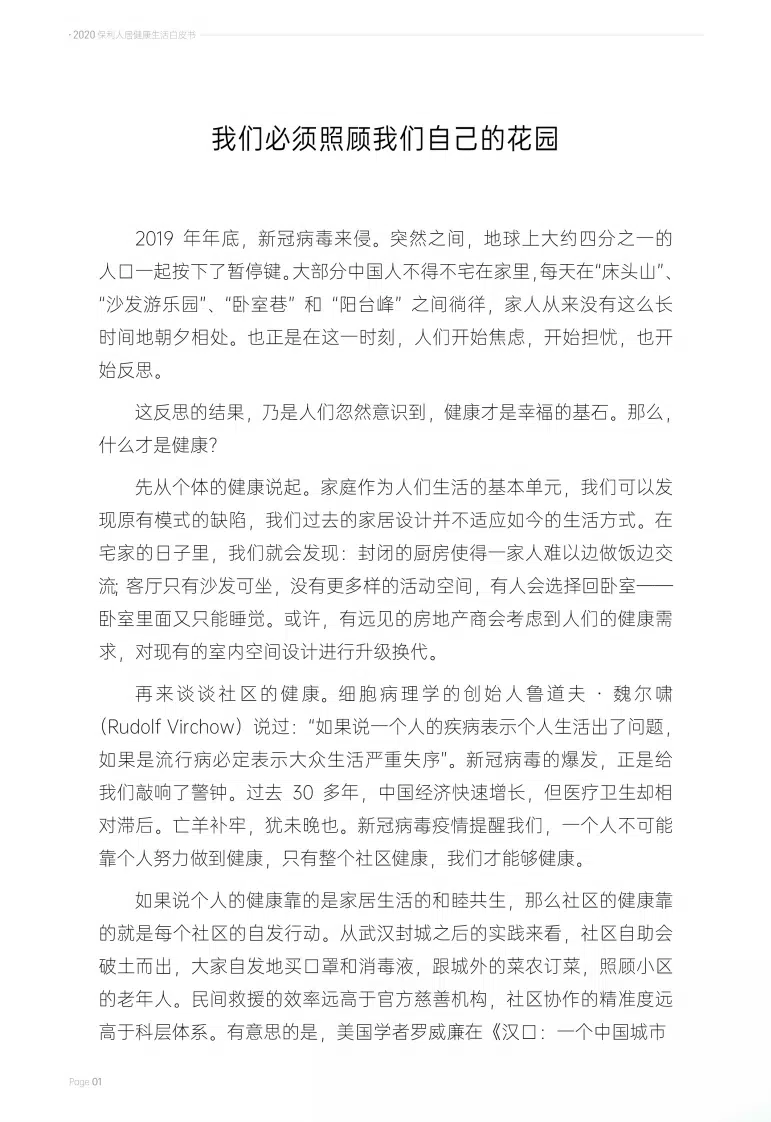 · 2020 保利人居健康生活白皮书
我们必须照顾我们自己的花园
2019 年年底，新冠病毒来侵。突然之间，地球上大约四分之一的
人口一起按下了暂停键。大部分中国人不得不宅在家里，每天在“床头山”、
“沙发游乐园”、“卧室巷” 和 “阳台峰” 之间徜徉，家人从来没有这么长
时间地朝夕相处。也正是在这一时刻，人们开始焦虑，开始担忧，也开
始反思。
这反思的结果，乃是人们忽然意识到，健康才是幸福的基石。那么，
什么才是健康？
先从个体的健康说起。家庭作为人们生活的基本单元，我们可以发
现原有模式的缺陷，我们过去的家居设计并不适应如今的生活方式。在
宅家的日子里，我们就会发现：封闭的厨房使得一家人难以边做饭边交
流；客厅只有沙发可坐，没有更多样的活动空间，有人会选择回卧室——
卧室里面又只能睡觉。或许，有远见的房地产商会考虑到人们的健康需
求，对现有的室内空间设计进行升级换代。
再来谈谈社区的健康。细胞病理学的创始人鲁道夫 · 魏尔啸
（Rudolf Virchow）说过：“如果说一个人的疾病表示个人生活出了问题，
如果是流行病必定表示大众生活严重失序”。新冠病毒的爆发，正是给
我们敲响了警钟。过去 30 多年，中国经济快速增长，但医疗卫生却相
对滞后。亡羊补牢，犹未晚也。新冠病毒疫情提醒我们，一个人不可能
靠个人努力做到健康，只有整个社区健康，我们才能够健康。
如果说个人的健康靠的是家居生活的和睦共生，那么社区的健康靠
的就是每个社区的自发行动。从武汉封城之后的实践来看，社区自助会
破土而出，大家自发地买口罩和消毒液，跟城外的菜农订菜，照顾小区
的老年人。民间救援的效率远高于官方慈善机构，社区协作的精准度远
高于科层体系。有意思的是，美国学者罗威廉在《汉口：一个中国城市
Page 01